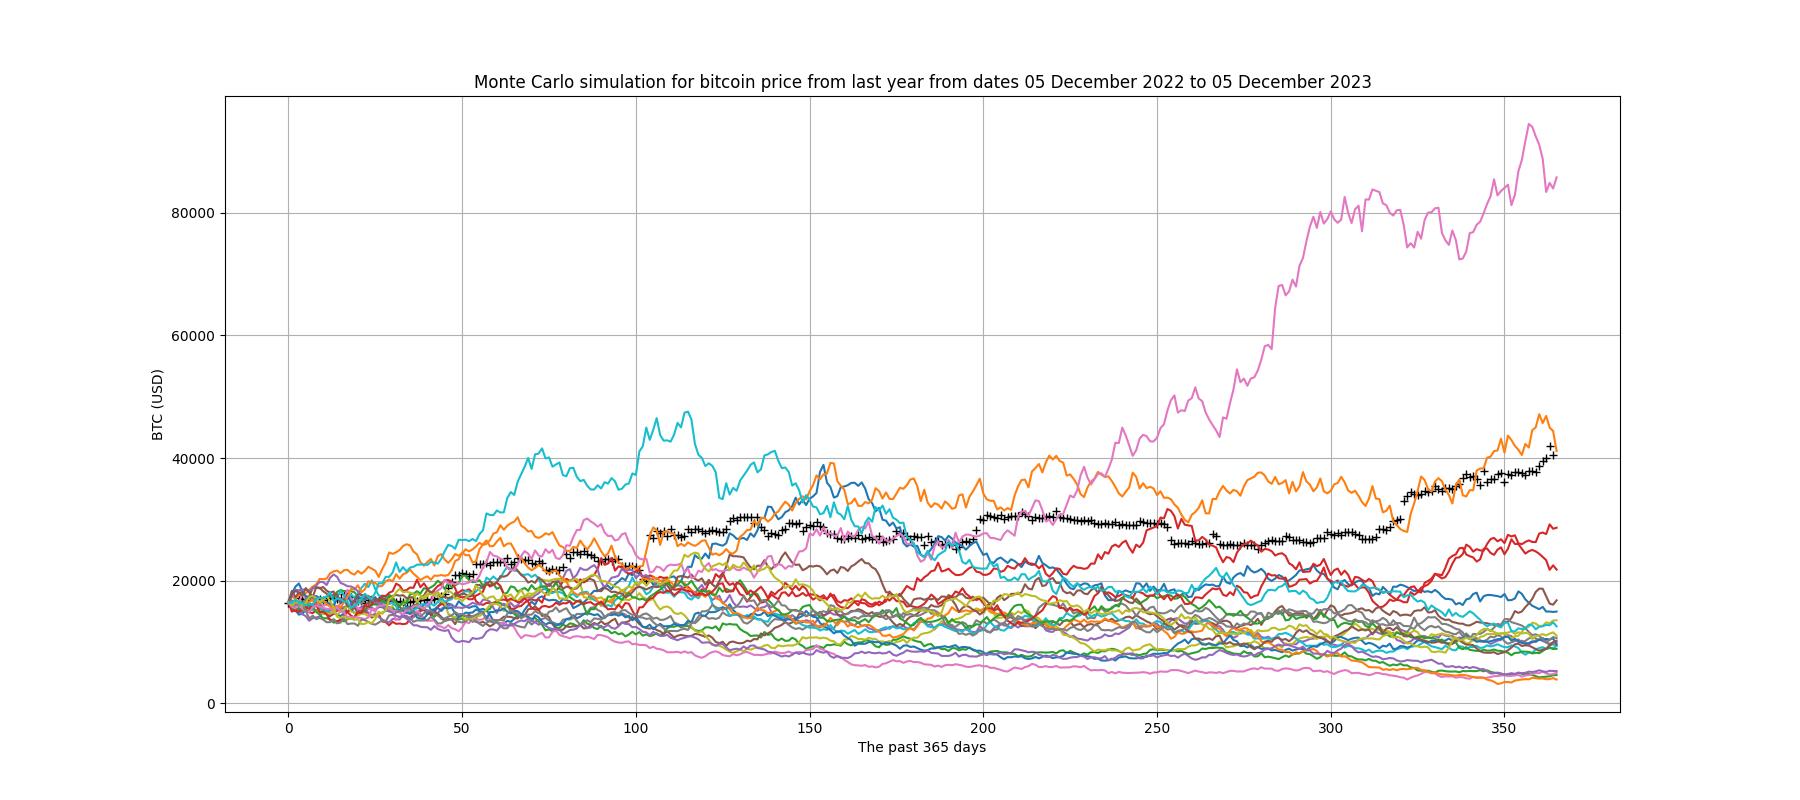 Monte Carlo simulation for bitcoin price from last year from dates 05 December 2022 to 05 December 2023
80000
60000
40000
20000
0
BTC (USD)
0 50 100 150 200 250 300 350
The past 365 days